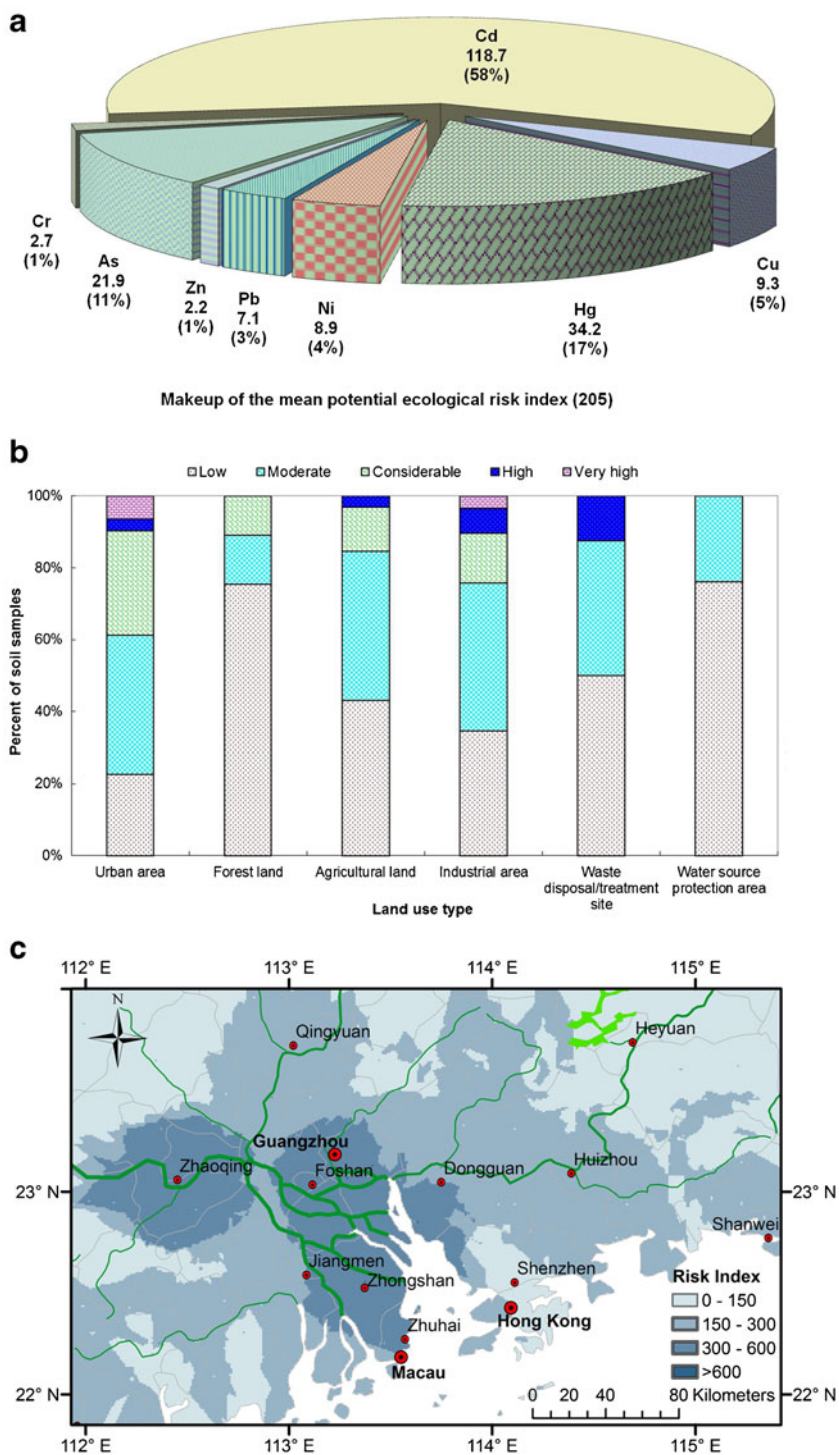 a
Cd
118.7
(58%)
Cr
2.7
(1%)
As
21.9
(11%)
Zn
2.2
(1%)
Pb
7.1
(3%)
Ni
8.9
(4%)
Hg
34.2
(17%)
Cu
9.3
(5%)
Makeup of the mean potential ecological risk index (205)
b
Low Moderate Considerable High Very high
100%
80%
60%
40%
20%
0%
Percent of soil samples
Urban area
Forest land
Agricultural land
Industrial area
Waste
disposal/treatment
site
Water source
protection area
Land use type
c
112° E 113° E 114° E 115° E
N
Qingyuan
Heyuan
Guangzhou
Zhaoqing
Foshan
Dongguan
Huizhou
23° N 23° N
Shanwei
Jiangmen
Zhongshan
Shenzhen
Zhuhai
Hong Kong
Macau
Risk Index
0 - 150
150 - 300
300 - 600
>600
22° N 22° N
0 20 40 80 Kilometers
112° E 113° E 114° E 115° E